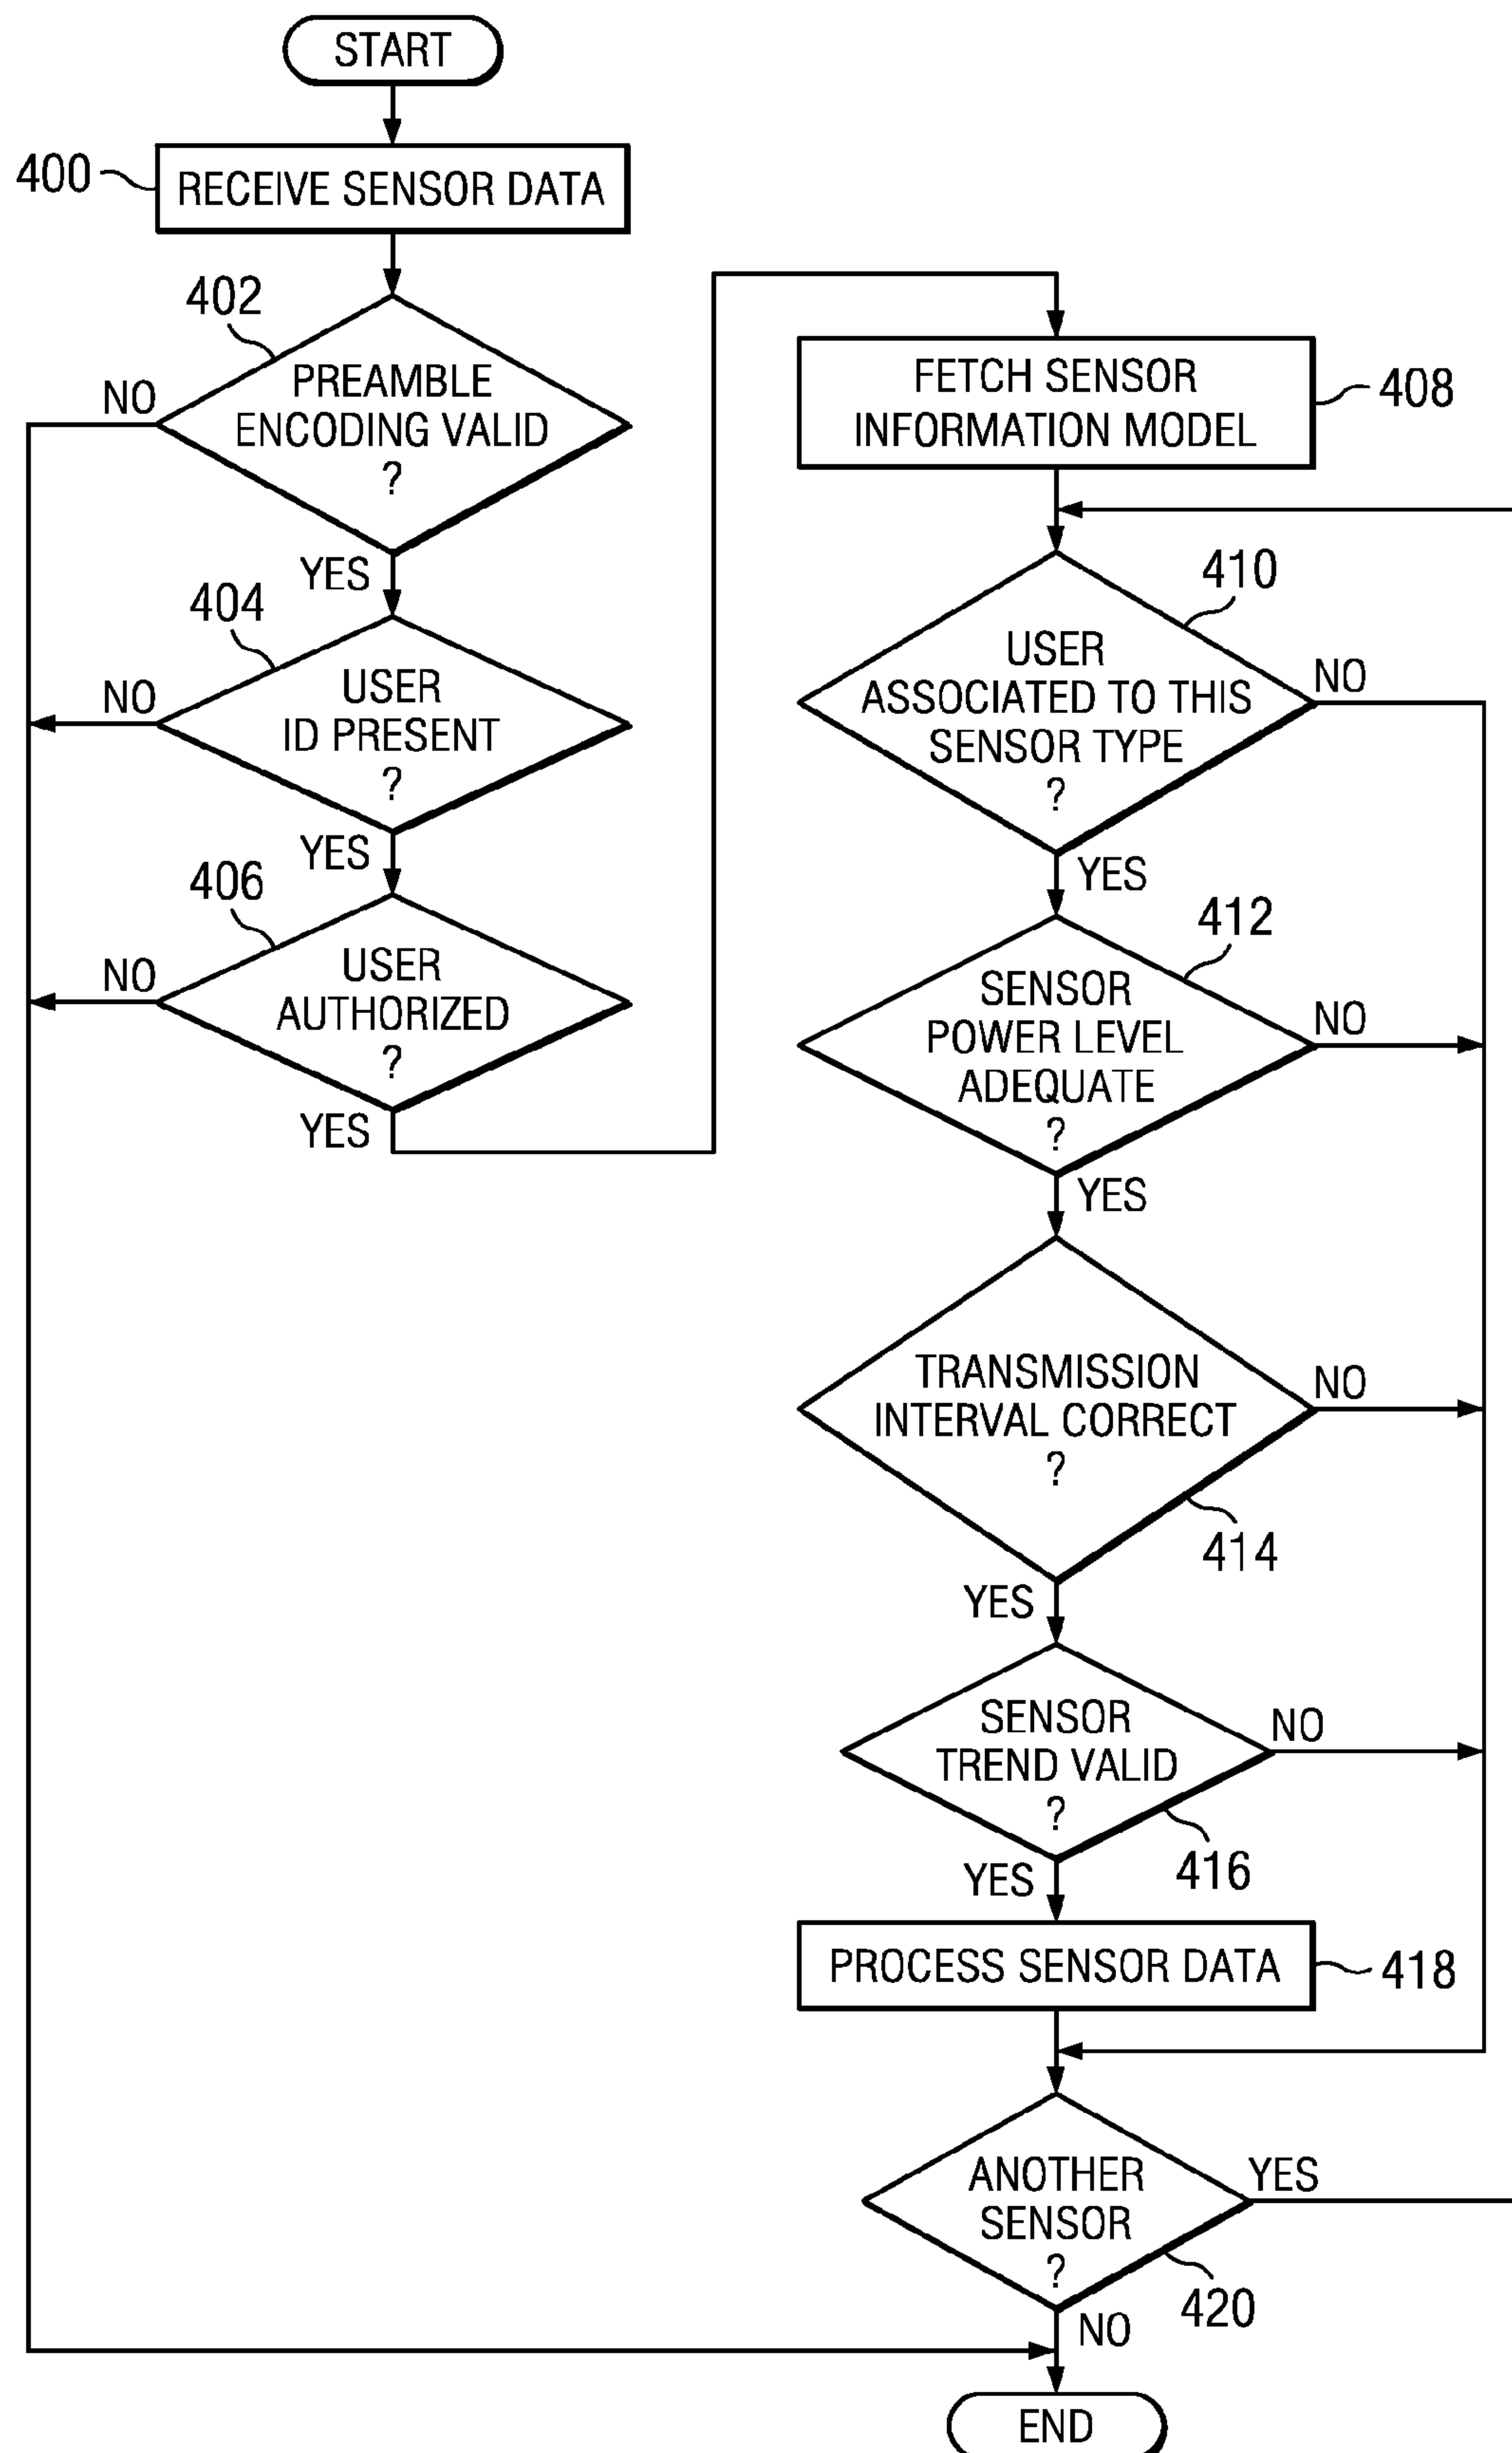 START
400
RECEIVE SENSOR DATA
402
NO
PREAMBLE
ENCODING VALID
?
YES
404
NO
USER
ID PRESENT
?
YES
406
NO
USER
AUTHORIZED
?
YES
FETCH SENSOR
INFORMATION MODEL
408
410
USER
ASSOCIATED TO THIS
SENSOR TYPE
?
NO
YES
412
SENSOR
POWER LEVEL
ADEQUATE
?
NO
YES
TRANSMISSION
INTERVAL CORRECT
?
NO
414
YES
SENSOR
TREND VALID
?
NO
416
YES
PROCESS SENSOR DATA
418
ANOTHER
SENSOR
?
YES
420
NO
END